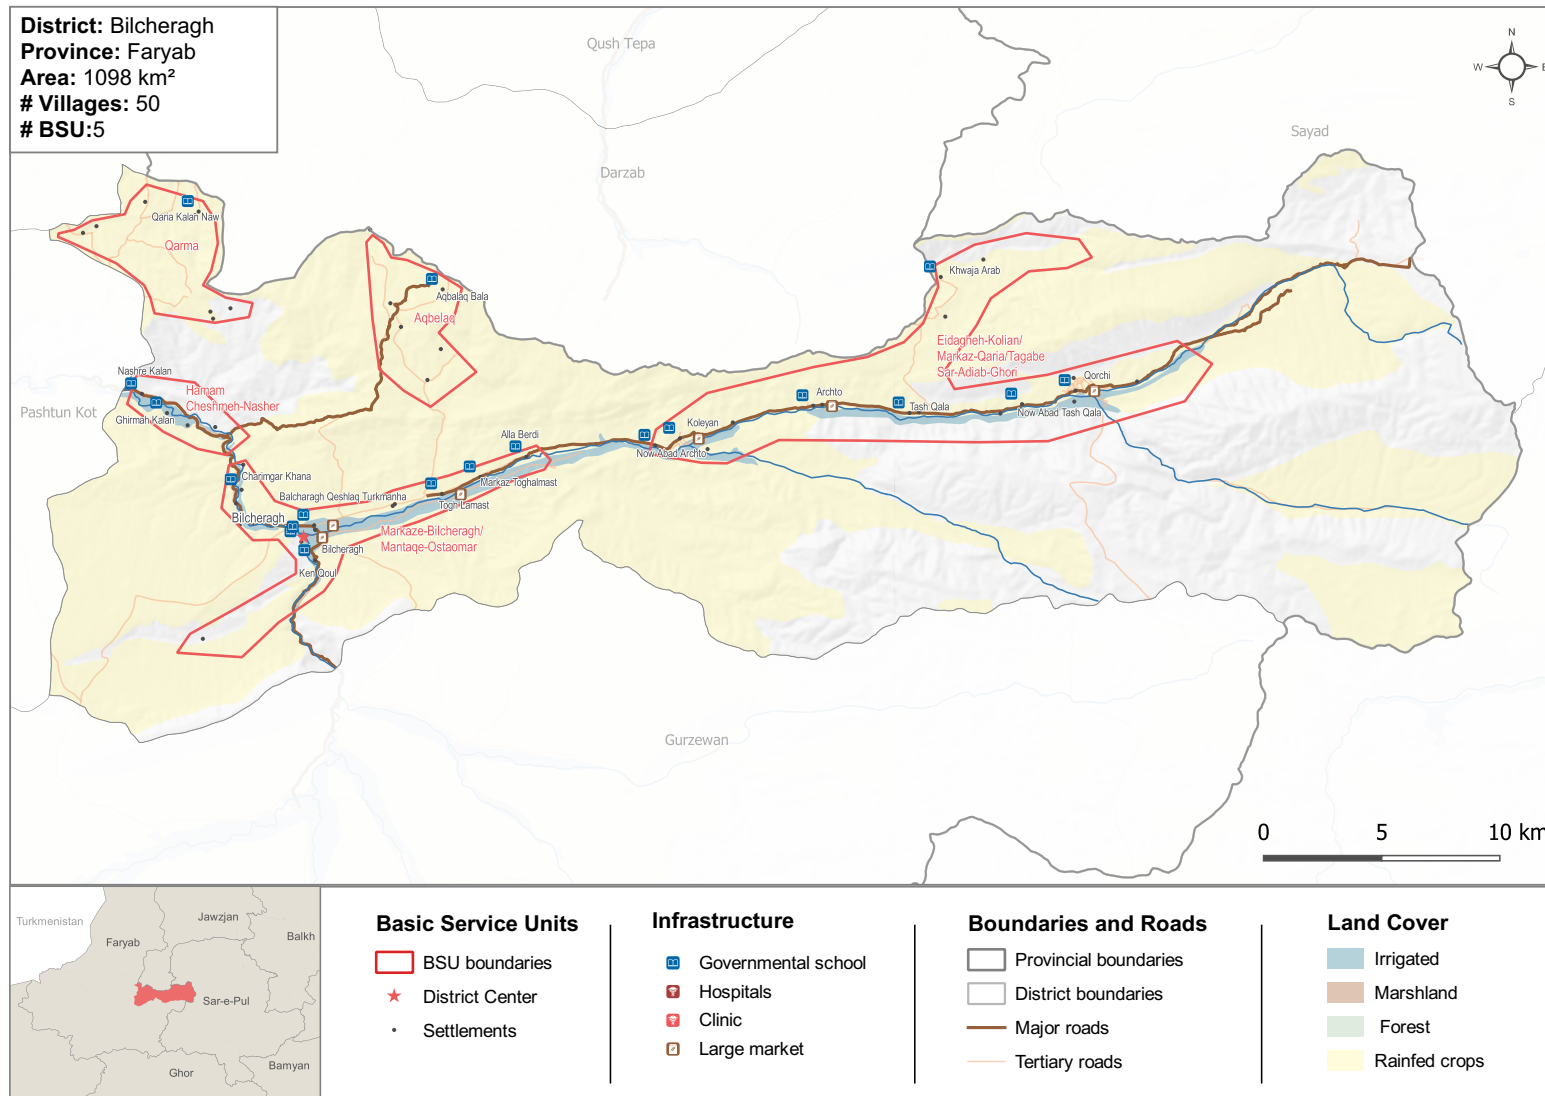 District: Bilcheragh
Province: Faryab
Area: 1098 km²
# Villages: 50
# BSU:5
Qush Tepa
N
W
E
S
Sayad
Darzab
Qaria Kalan Naw
Qarma
Khwaja Arab
Aqbalaq Bala
Aqbelaq
Eidagheh-Kolian/
Markaz-Qaria/Tagabe
Sar-Adiab-Ghori
Nashre Kalan
Hamam
Cheshmeh-Nasher
Pashtun Kot
Ghirmah Kalan
Qorchi
Archto
Tash Qala
Now Abad Tash Qala
Koleyan
Alla Berdi
Now Abad Archto
Charimgar Khana
Markaz Toghalmast
Balcharagh Qeshlaq Turkmanha
Togh Lamast
Bilcheragh
Markaze-Bilcheragh/
Mantaqe-Ostaomar
Bilcheragh
Ken Qoul
Gurzewan
0 5 10 km
Turkmenistan
Jawzjan
Faryab
Balkh
Sar-e-Pul
Ghor
Bamyan
Basic Service Units
BSU boundaries
District Center
Settlements
Infrastructure
Governmental school
Hospitals
Clinic
Large market
Boundaries and Roads
Provincial boundaries
District boundaries
Major roads
Tertiary roads
Land Cover
Irrigated
Marshland
Forest
Rainfed crops